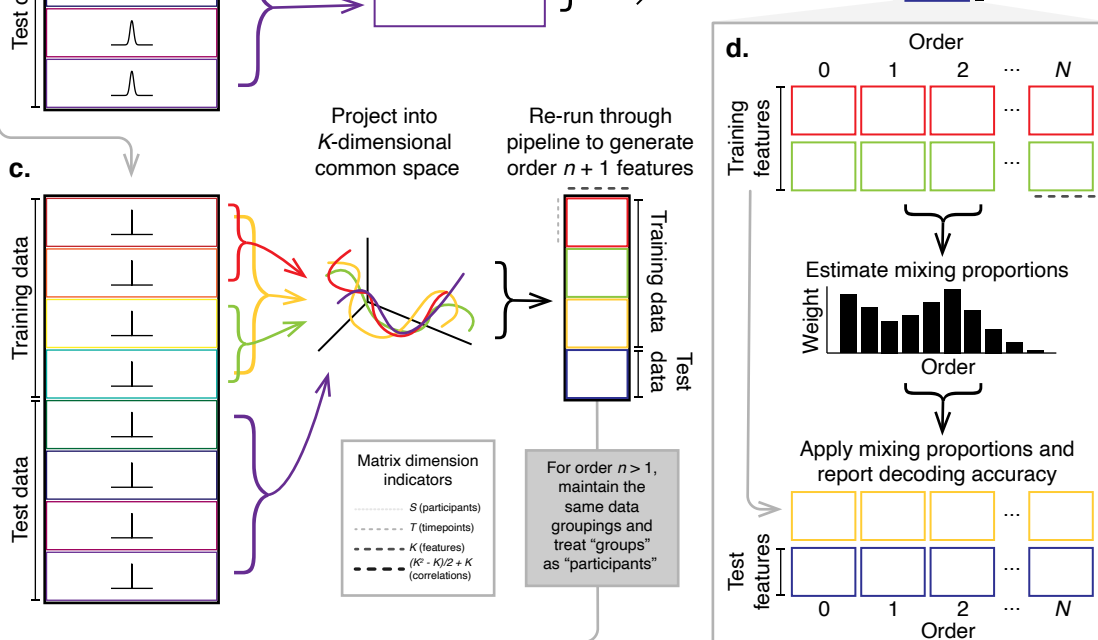 Test d
c.
Training data
Test data
Project into
K-dimensional
common space
Re-run through
pipeline to generate
order n + 1 features
Training data
Test
data
Matrix dimension
indicators
S (participants)
T (timepoints)
K (features)
(K² - K)/2 + K
(correlations)
For order n > 1,
maintain the
same data
groupings and
treat “groups”
as “participants”
d.
Order
0 1 2 ... N
Training
features
...
...
Estimate mixing proportions
Weight
Order
Apply mixing proportions and
report decoding accuracy
...
Test
features
...
0 1 2 ... N
Order